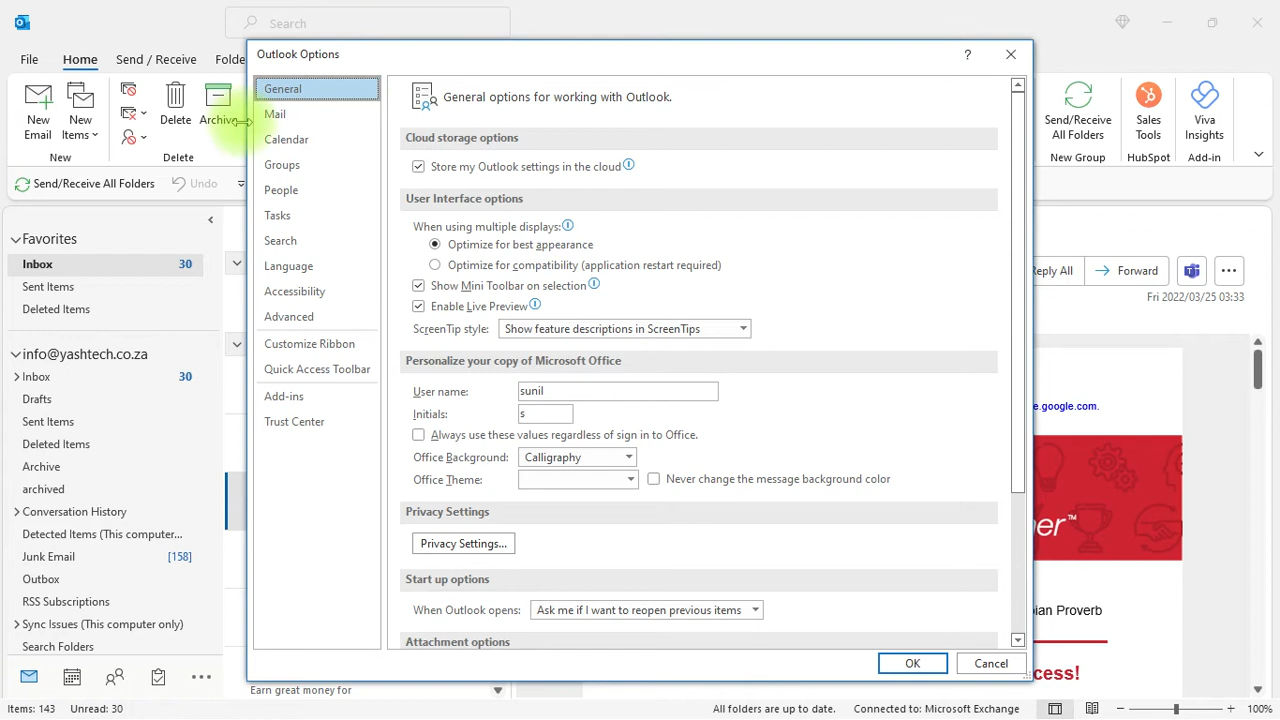 Search
File Home Send / Receive Folde
New Email
New Items
New
Delete
Archive
Delete
Send/Receive All Folders
Sales Tools
Viva Insights
New Group
HubSpot
Add-in
Send/Receive All Folders
Undo
Favorites
Inbox 30
Sent Items
Deleted Items
info@yashtech.co.za
Inbox 30
Drafts
Sent Items
Deleted Items
Archive
archived
Conversation History
Detected Items (This compute...
Junk Email [158]
Outbox
RSS Subscriptions
Sync Issues (This computer only)
Search Folders
Outlook Options
?
General
Mail
Calendar
Groups
People
Tasks
Search
Language
Accessibility
Advanced
Customize Ribbon
Quick Access Toolbar
Add-ins
Trust Center
General options for working with Outlook.
Cloud storage options
Store my Outlook settings in the cloud
User Interface options
When using multiple displays:
Optimize for best appearance
Optimize for compatibility (application restart required)
Show Mini Toolbar on selection
Enable Live Preview
ScreenTip style: Show feature descriptions in ScreenTips
Personalize your copy of Microsoft Office
User name: sunil
Initials: s
Always use these values regardless of sign in to Office.
Office Background: Calligraphy
Office Theme: Never change the message background color
Privacy Settings
Privacy Settings...
Start up options
When Outlook opens: Ask me if I want to reopen previous items
Attachment options
OK Cancel
Reply All Forward
Fri 2022/03/25 03:33
e.google.com.
er™
ian Proverb
cess!
Earn great money for
Items: 143 Unread: 30 All folders are up to date. Connected to: Microsoft Exchange 100%